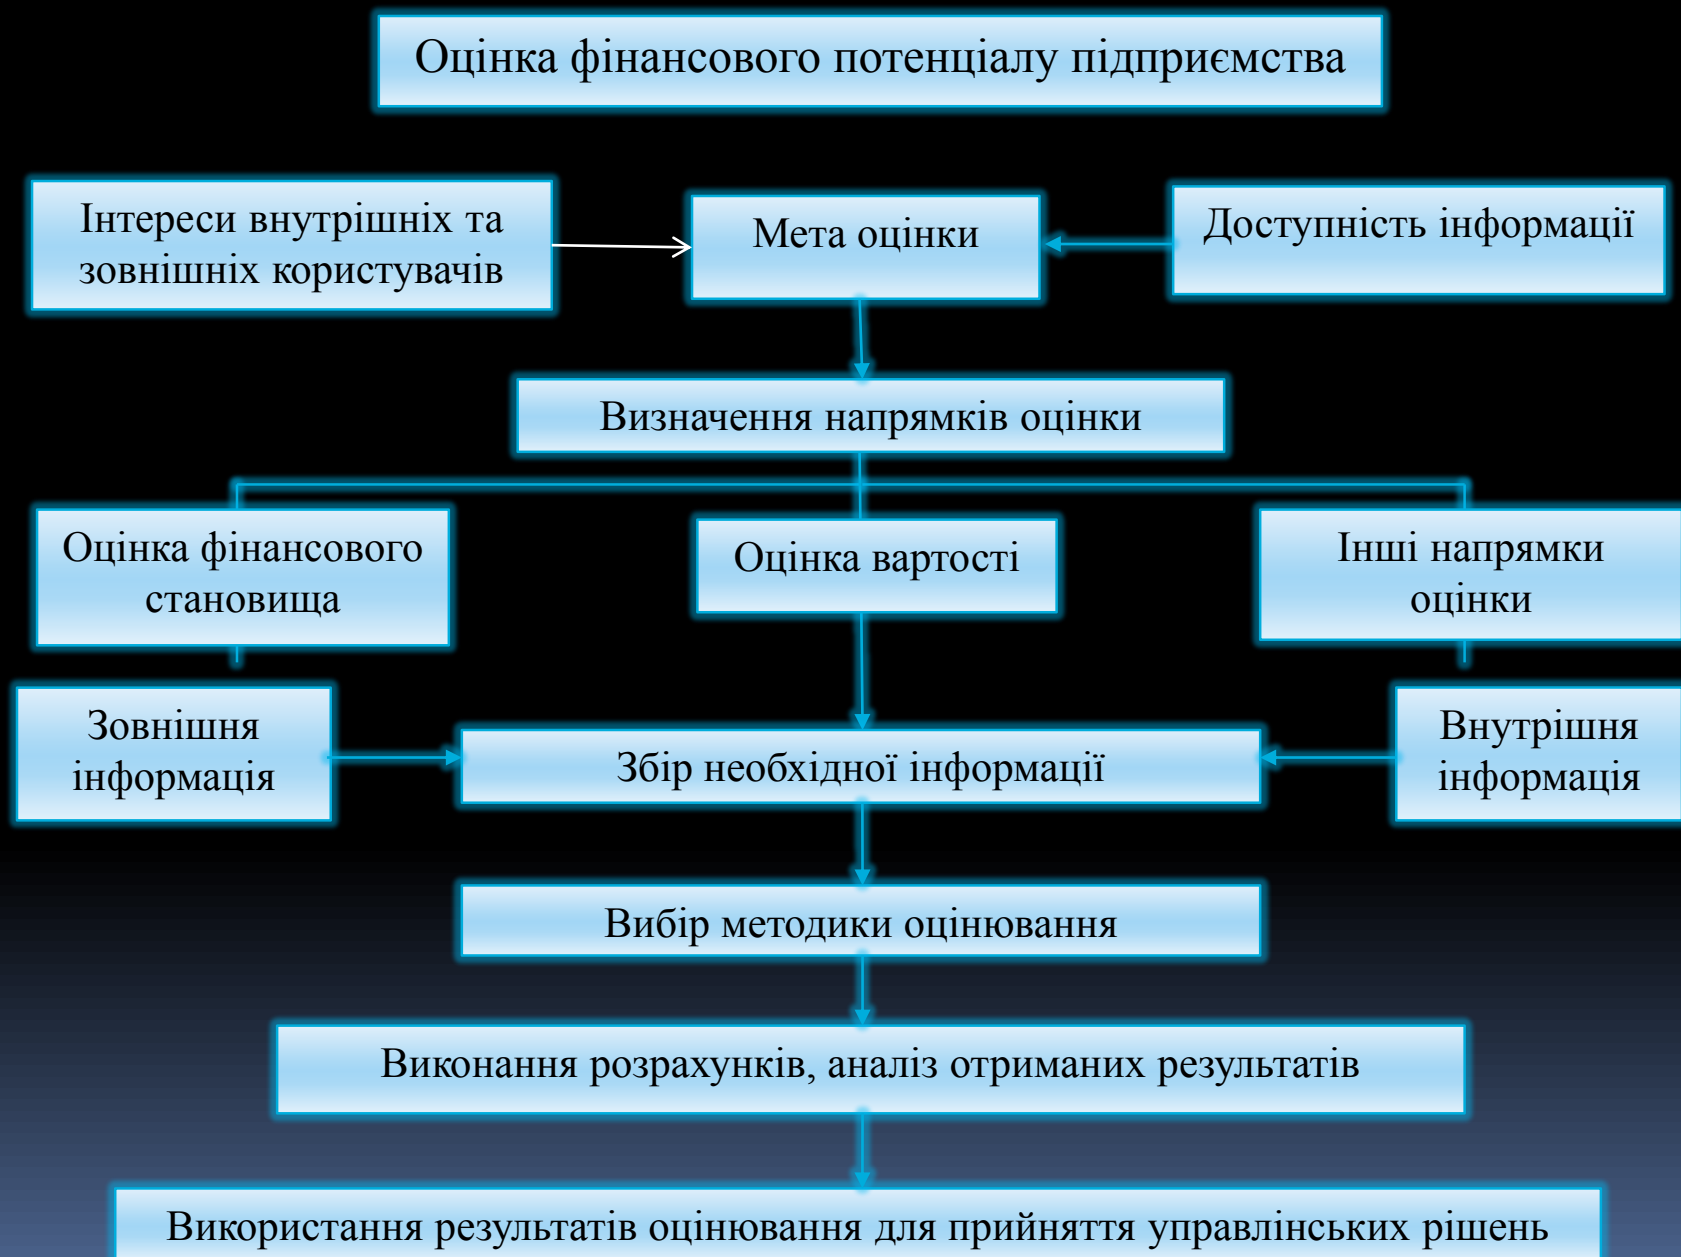 Оцінка фінансового потенціалу підприємства
Інтереси внутрішніх та
зовнішніх користувачів
Мета оцінки
Доступність інформації
Визначення напрямків оцінки
Оцінка фінансового
становища
Оцінка вартості
Інші напрямки
оцінки
Зовнішня
інформація
Збір необхідної інформації
Внутрішня
інформація
Вибір методики оцінювання
Виконання розрахунків, аналіз отриманих результатів
Використання результатів оцінювання для прийняття управлінських рішень